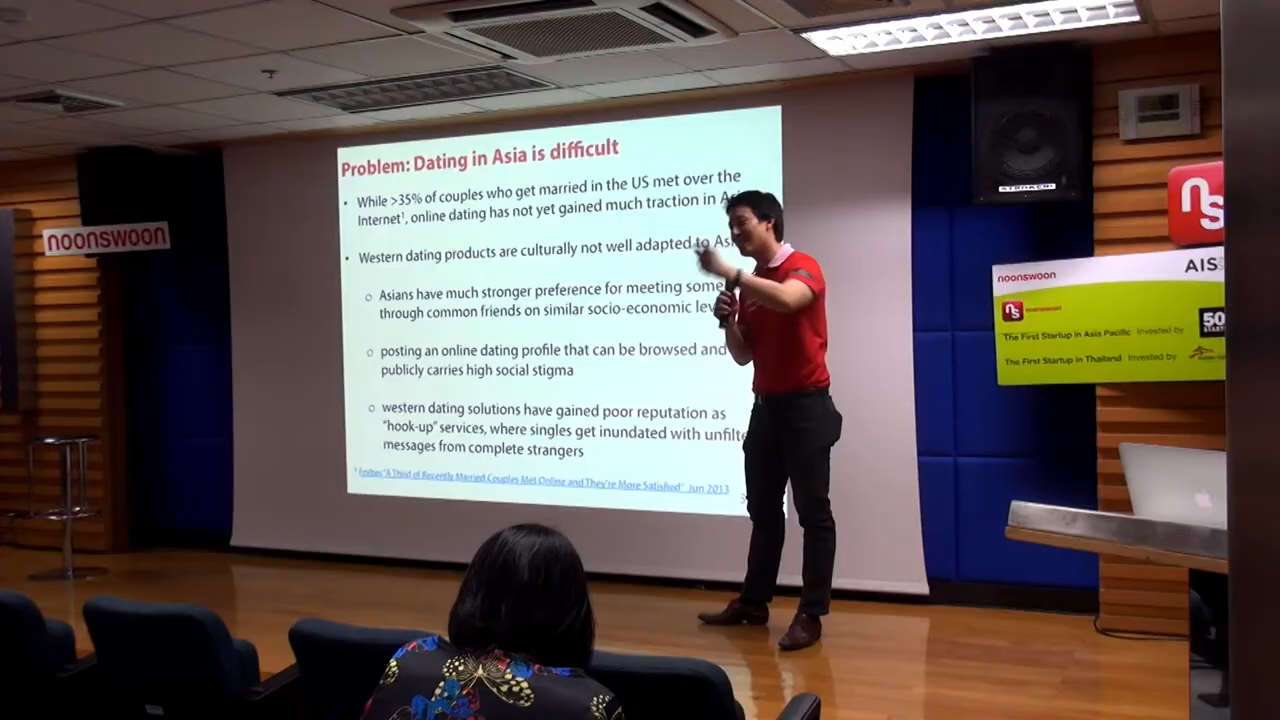 Problem: Dating in Asia is difficult
• While >35% of couples who get married in the US met over the
Internet¹, online dating has not yet gained much traction in
• Western dating products are culturally not well adapted to
○ Asians have much stronger preference for meeting
through common friends on similar socio-economic
○ posting an online dating profile that can be browsed and
publicly carries high social stigma
○ western dating solutions have gained poor reputation as
"hook-up" services, where singles get inundated with
messages from complete strangers
¹ Forbes "A Third of Recently Married Couples Met Online and They're More Satisfied" Jun 2013
noonswoon
STRNKERI
ns
noonswoon
AIS
ns noonswoon
50
The First Startup in Asia Pacific Invested by
The First Startup in Thailand Invested by